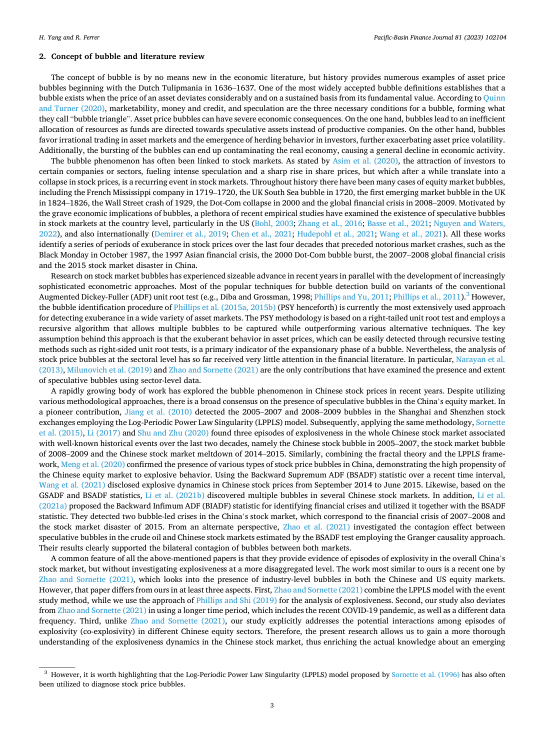 H. Yang and R. Ferrer
Pacific-Basin Finance Journal 81 (2023) 102104
2. Concept of bubble and literature review
The concept of bubble is by no means new in the economic literature, but history provides numerous examples of asset price
bubbles beginning with the Dutch Tulipmania in 1636–1637. One of the most widely accepted bubble definitions establishes that a
bubble exists when the price of an asset deviates considerably and on a sustained basis from its fundamental value. According to Quinn
and Turner (2020), marketability, money and credit, and speculation are the three necessary conditions for a bubble, forming what
they call “bubble triangle”. Asset price bubbles can have severe economic consequences. On the one hand, bubbles lead to an inefficient
allocation of resources as funds are directed towards speculative assets instead of productive companies. On the other hand, bubbles
favor irrational trading in asset markets and the emergence of herding behavior in investors, further exacerbating asset price volatility.
Additionally, the bursting of the bubbles can end up contaminating the real economy, causing a general decline in economic activity.
The bubble phenomenon has often been linked to stock markets. As stated by Asim et al. (2020), the attraction of investors to
certain companies or sectors, fueling intense speculation and a sharp rise in share prices, but which after a while translate into a
collapse in stock prices, is a recurring event in stock markets. Throughout history there have been many cases of equity market bubbles,
including the French Mississippi company in 1719–1720, the UK South Sea bubble in 1720, the first emerging market bubble in the UK
in 1824–1826, the Wall Street crash of 1929, the Dot-Com collapse in 2000 and the global financial crisis in 2008–2009. Motivated by
the grave economic implications of bubbles, a plethora of recent empirical studies have examined the existence of speculative bubbles
in stock markets at the country level, particularly in the US (Bohl, 2003; Zhang et al., 2016; Basse et al., 2021; Nguyen and Waters,
2022), and also internationally (Demirer et al., 2019; Chen et al., 2021; Hudepohl et al., 2021; Wang et al., 2021). All these works
identify a series of periods of exuberance in stock prices over the last four decades that preceded notorious market crashes, such as the
Black Monday in October 1987, the 1997 Asian financial crisis, the 2000 Dot-Com bubble burst, the 2007–2008 global financial crisis
and the 2015 stock market disaster in China.
Research on stock market bubbles has experienced sizeable advance in recent years in parallel with the development of increasingly
sophisticated econometric approaches. Most of the popular techniques for bubble detection build on variants of the conventional
Augmented Dickey-Fuller (ADF) unit root test (e.g., Diba and Grossman, 1998; Phillips and Yu, 2011; Phillips et al., 2011).3 However,
the bubble identification procedure of Phillips et al. (2015a, 2015b) (PSY henceforth) is currently the most extensively used approach
for detecting exuberance in a wide variety of asset markets. The PSY methodology is based on a right-tailed unit root test and employs a
recursive algorithm that allows multiple bubbles to be captured while outperforming various alternative techniques. The key
assumption behind this approach is that the exuberant behavior in asset prices, which can be easily detected through recursive testing
methods such as right-sided unit root tests, is a primary indicator of the expansionary phase of a bubble. Nevertheless, the analysis of
stock price bubbles at the sectoral level has so far received very little attention in the financial literature. In particular, Narayan et al.
(2013), Milunovich et al. (2019) and Zhao and Sornette (2021) are the only contributions that have examined the presence and extent
of speculative bubbles using sector-level data.
A rapidly growing body of work has explored the bubble phenomenon in Chinese stock prices in recent years. Despite utilizing
various methodological approaches, there is a broad consensus on the presence of speculative bubbles in the China’s equity market. In
a pioneer contribution, Jiang et al. (2010) detected the 2005–2007 and 2008–2009 bubbles in the Shanghai and Shenzhen stock
exchanges employing the Log-Periodic Power Law Singularity (LPPLS) model. Subsequently, applying the same methodology, Sornette
et al. (2015), Li (2017) and Shu and Zhu (2020) found three episodes of explosiveness in the whole Chinese stock market associated
with well-known historical events over the last two decades, namely the Chinese stock bubble in 2005–2007, the stock market bubble
of 2008–2009 and the Chinese stock market meltdown of 2014–2015. Similarly, combining the fractal theory and the LPPLS frame-
work, Meng et al. (2020) confirmed the presence of various types of stock price bubbles in China, demonstrating the high propensity of
the Chinese equity market to explosive behavior. Using the Backward Supremum ADF (BSADF) statistic over a recent time interval,
Wang et al. (2021) disclosed explosive dynamics in Chinese stock prices from September 2014 to June 2015. Likewise, based on the
GSADF and BSADF statistics, Li et al. (2021b) discovered multiple bubbles in several Chinese stock markets. In addition, Li et al.
(2021a) proposed the Backward Infimum ADF (BIADF) statistic for identifying financial crises and utilized it together with the BSADF
statistic. They detected two bubble-led crises in the China’s stock market, which correspond to the financial crisis of 2007–2008 and
the stock market disaster of 2015. From an alternate perspective, Zhao et al. (2021) investigated the contagion effect between
speculative bubbles in the crude oil and Chinese stock markets estimated by the BSADF test employing the Granger causality approach.
Their results clearly supported the bilateral contagion of bubbles between both markets.
A common feature of all the above-mentioned papers is that they provide evidence of episodes of explosivity in the overall China’s
stock market, but without investigating explosiveness at a more disaggregated level. The work most similar to ours is a recent one by
Zhao and Sornette (2021), which looks into the presence of industry-level bubbles in both the Chinese and US equity markets.
However, that paper differs from ours in at least three aspects. First, Zhao and Sornette (2021) combine the LPPLS model with the event
study method, while we use the approach of Phillips and Shi (2019) for the analysis of explosiveness. Second, our study also deviates
from Zhao and Sornette (2021) in using a longer time period, which includes the recent COVID-19 pandemic, as well as a different data
frequency. Third, unlike Zhao and Sornette (2021), our study explicitly addresses the potential interactions among episodes of
explosivity (co-explosivity) in different Chinese equity sectors. Therefore, the present research allows us to gain a more thorough
understanding of the explosiveness dynamics in the Chinese stock market, thus enriching the actual knowledge about an emerging
3 However, it is worth highlighting that the Log-Periodic Power Law Singularity (LPPLS) model proposed by Sornette et al. (1996) has also often
been utilized to diagnose stock price bubbles.
3